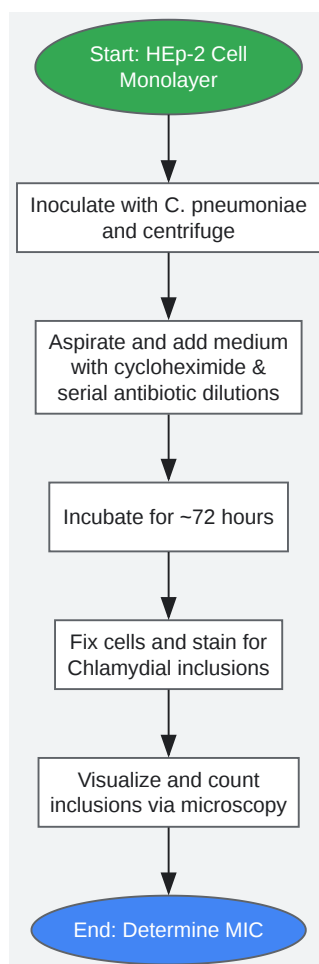 Start: HEp-2 Cell
Monolayer
Inoculate with C. pneumoniae
and centrifuge
Aspirate and add medium
with cycloheximide &
serial antibiotic dilutions
Incubate for ~72 hours
Fix cells and stain for
Chlamydial inclusions
Visualize and count
inclusions via microscopy
End: Determine MIC